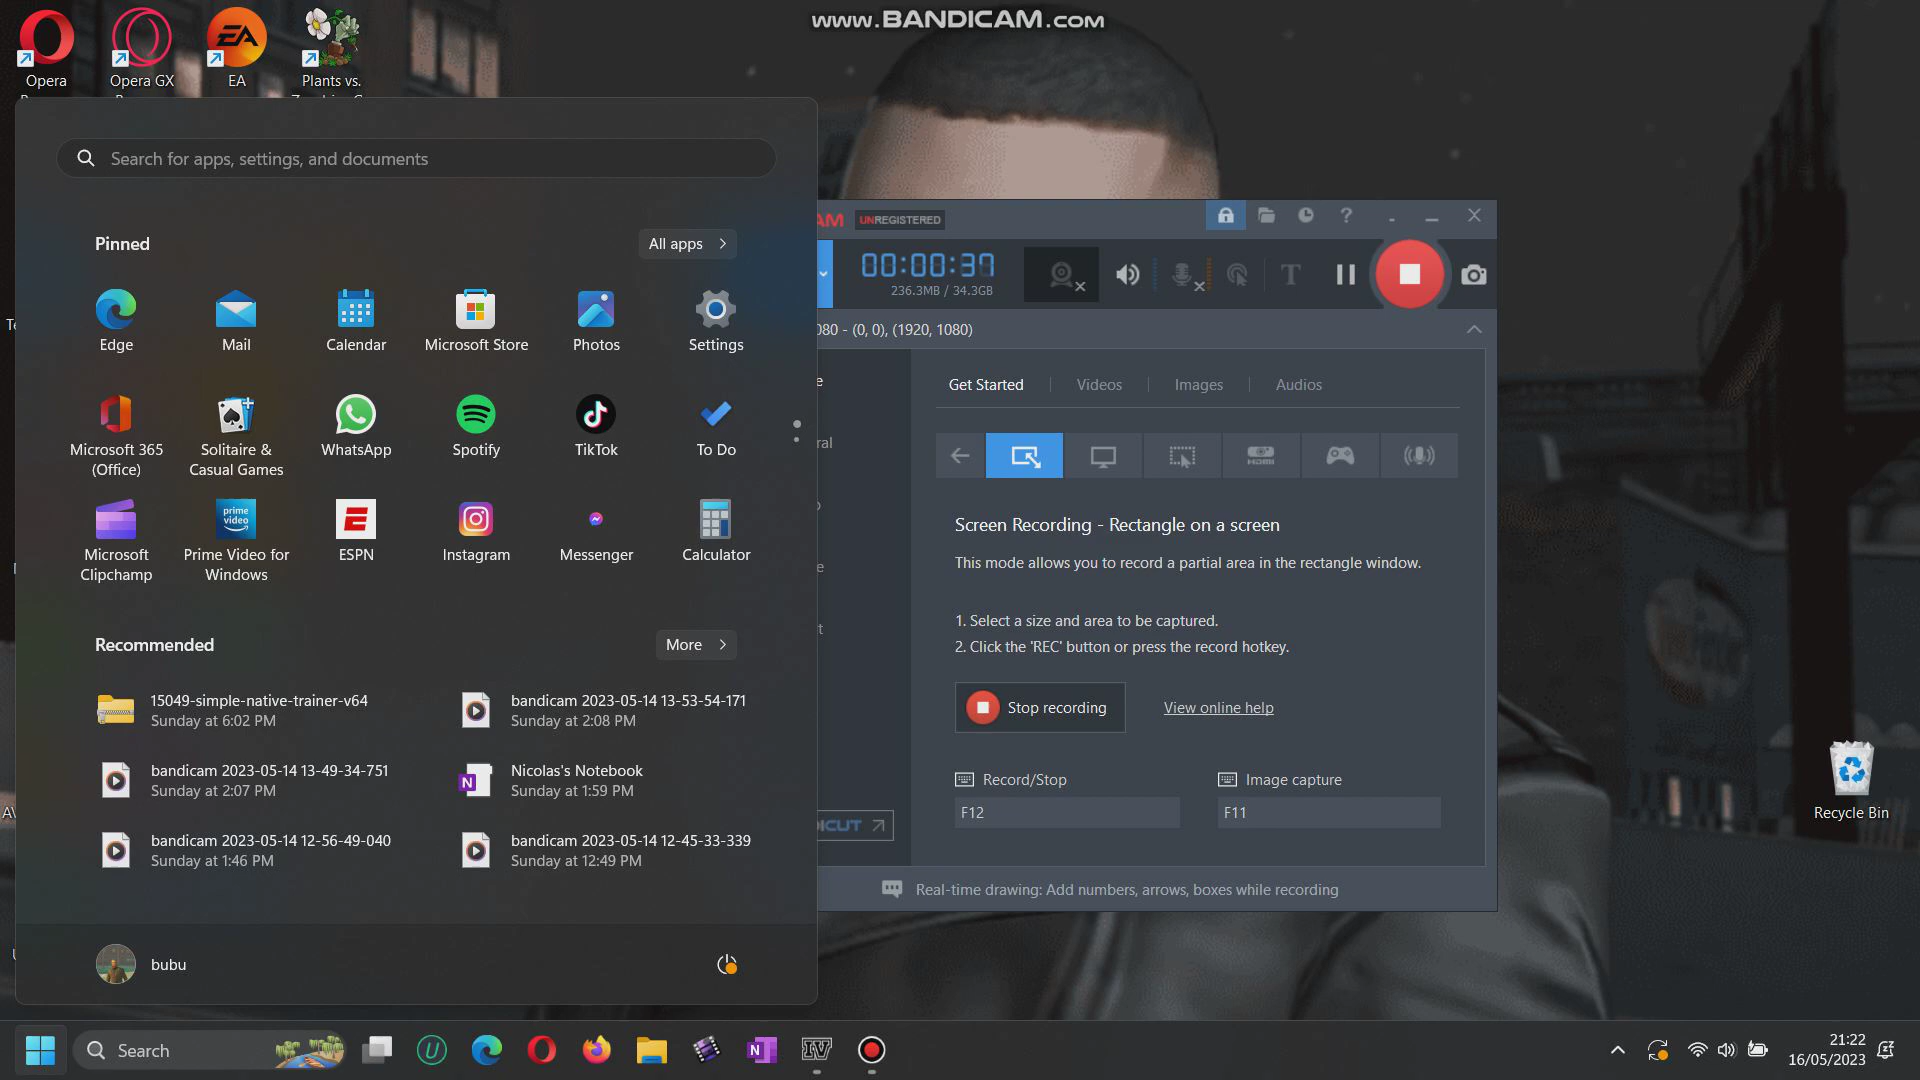 www.BANDICAM.com
Opera
Opera GX
EA
Plants vs.
Search for apps, settings, and documents
Pinned
All apps
Edge
Mail
Calendar
Microsoft Store
Photos
Settings
Microsoft 365
(Office)
Solitaire &
Casual Games
WhatsApp
Spotify
TikTok
To Do
Microsoft
Clipchamp
prime
video
Prime Video for
Windows
ESPN
Instagram
Messenger
Calculator
Recommended
More
15049-simple-native-trainer-v64
Sunday at 6:02 PM
bandicam 2023-05-14 13-53-54-171
Sunday at 2:08 PM
bandicam 2023-05-14 13-49-34-751
Sunday at 2:07 PM
Nicolas's Notebook
Sunday at 1:59 PM
bandicam 2023-05-14 12-56-49-040
Sunday at 1:46 PM
bandicam 2023-05-14 12-45-33-339
Sunday at 12:49 PM
bubu
AM UNREGISTERED
00:00:37
236.3MB / 34.3GB
080 - (0, 0), (1920, 1080)
Get Started
Videos
Images
Audios
HDMI
Screen Recording - Rectangle on a screen
This mode allows you to record a partial area in the rectangle window.
1. Select a size and area to be captured.
2. Click the 'REC' button or press the record hotkey.
Stop recording
View online help
Record/Stop
Image capture
F12
F11
ICUT
Real-time drawing: Add numbers, arrows, boxes while recording
Recycle Bin
Search
IV
21:22
16/05/2023